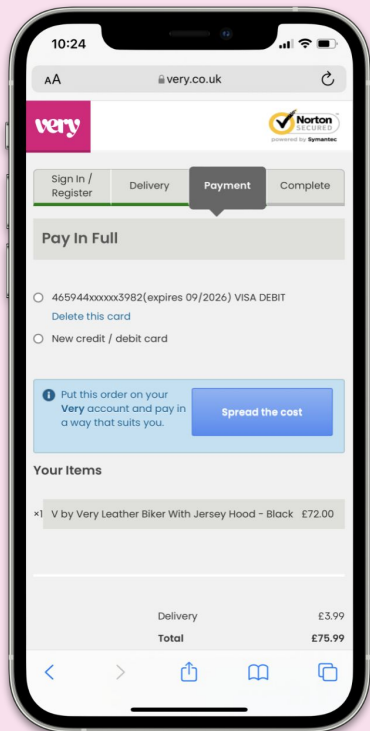 10:24
AA
very.co.uk
very
Norton
SECURED
powered by Symantec
Sign In /
Register
Delivery
Payment
Complete
Pay In Full
465944xxxxxx3982(expires 09/2026) VISA DEBIT
Delete this card
New credit / debit card
Put this order on your
Very account and pay in
a way that suits you.
Spread the cost
Your Items
×1 V by Very Leather Biker With Jersey Hood - Black £72.00
Delivery £3.99
Total £75.99